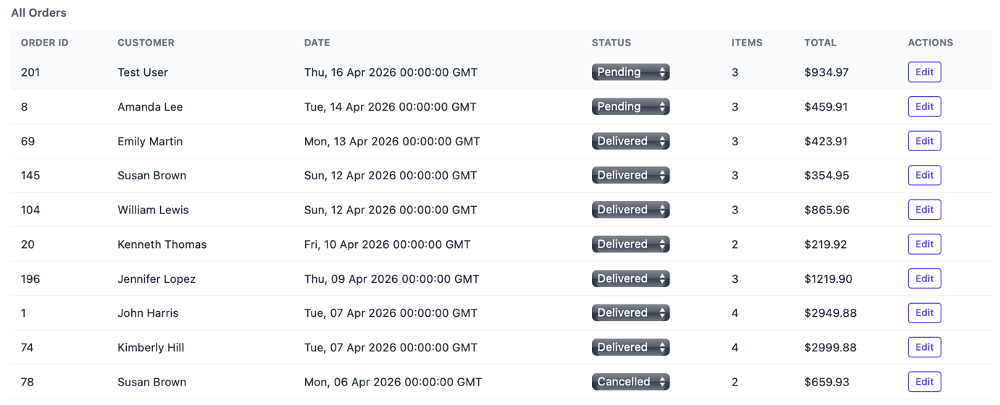 All Orders
ORDER ID CUSTOMER DATE STATUS ITEMS TOTAL ACTIONS
201 Test User Thu, 16 Apr 2026 00:00:00 GMT Pending 3 $934.97 Edit
8 Amanda Lee Tue, 14 Apr 2026 00:00:00 GMT Pending 3 $459.91 Edit
69 Emily Martin Mon, 13 Apr 2026 00:00:00 GMT Delivered 3 $423.91 Edit
145 Susan Brown Sun, 12 Apr 2026 00:00:00 GMT Delivered 3 $354.95 Edit
104 William Lewis Sun, 12 Apr 2026 00:00:00 GMT Delivered 3 $865.96 Edit
20 Kenneth Thomas Fri, 10 Apr 2026 00:00:00 GMT Delivered 2 $219.92 Edit
196 Jennifer Lopez Thu, 09 Apr 2026 00:00:00 GMT Delivered 3 $1219.90 Edit
1 John Harris Tue, 07 Apr 2026 00:00:00 GMT Delivered 4 $2949.88 Edit
74 Kimberly Hill Tue, 07 Apr 2026 00:00:00 GMT Delivered 4 $2999.88 Edit
78 Susan Brown Mon, 06 Apr 2026 00:00:00 GMT Cancelled 2 $659.93 Edit